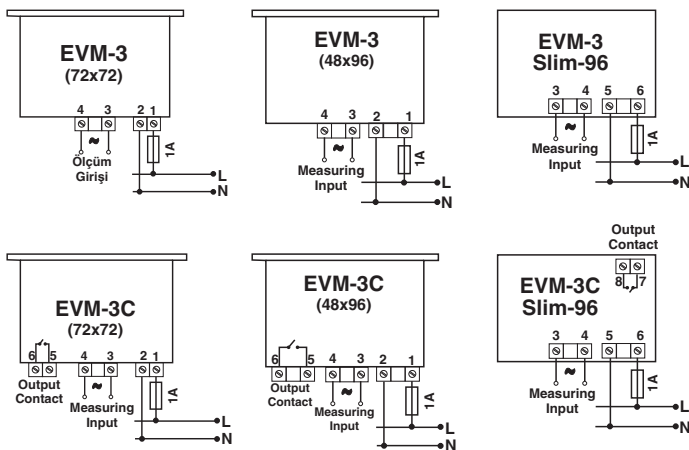 EVM-3
(72x72)
4 3 2 1
≈
Ölçüm
Girişi
1A
L
N
EVM-3
(48x96)
4 3 2 1
≈
Measuring
Input
1A
L
N
EVM-3
Slim-96
3 4 5 6
≈
Measuring
Input
1A
L
N
EVM-3C
(72x72)
6 5 4 3 2 1
Output
Contact
≈
Measuring
Input
1A
L
N
EVM-3C
(48x96)
6 5 4 3 2 1
Output
Contact
≈
Measuring
Input
1A
L
N
Output
Contact
8 7
EVM-3C
Slim-96
3 4 5 6
≈
Measuring
Input
1A
L
N